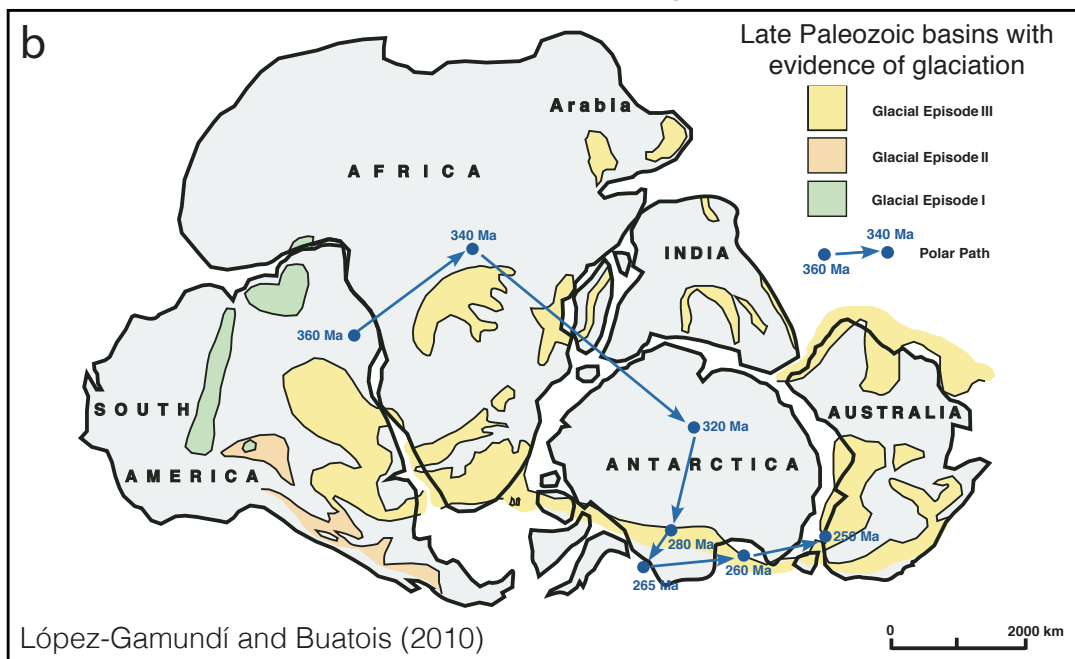 b
Late Paleozoic basins with
evidence of glaciation
Glacial Episode III
Glacial Episode II
Glacial Episode I
340 Ma
360 Ma
Polar Path
Arabia
AFRICA
340 Ma
INDIA
360 Ma
SOUTH
AMERICA
320 Ma
ANTARCTICA
AUSTRALIA
280 Ma
250 Ma
265 Ma
260 Ma
López-Gamundí and Buatois (2010)
0 2000 km